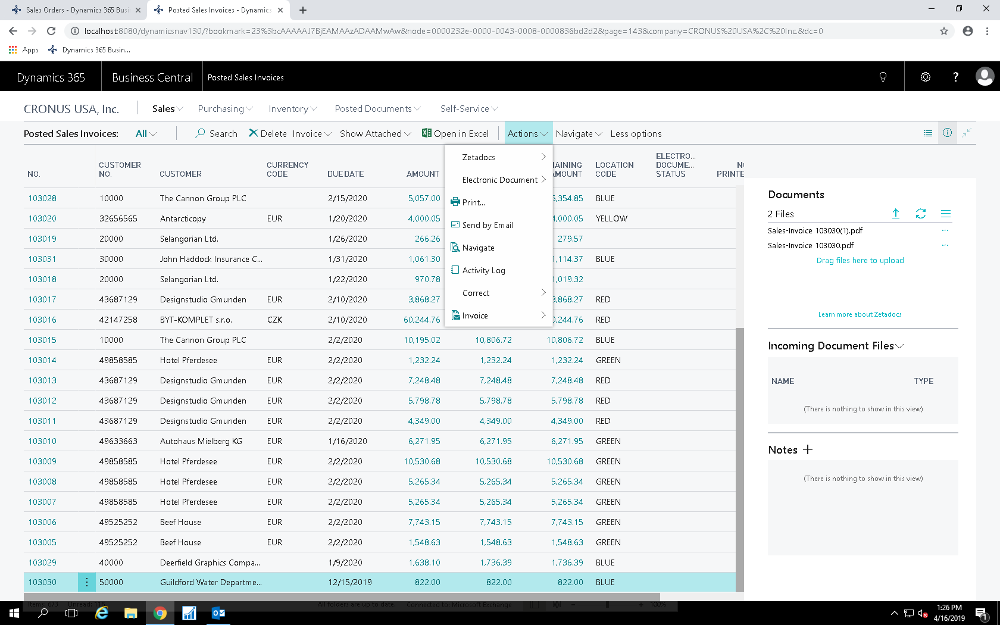 Sales Orders - Dynamics 365 Busi
Posted Sales Invoices - Dynamics
localhost:8080/dynamicsnav130/?bookmark=23%3bcAAAAAJ7BjEAMAAzADAAMwAw&node=0000232e-0000-0043-0008-0000836bd2d2&page=143&company=CRONUS%20USA%2C%20Inc.&dc=0
Apps Dynamics 365 Busin...
Dynamics 365 Business Central Posted Sales Invoices ?
CRONUS USA, Inc. Sales Purchasing Inventory Posted Documents Self-Service
Posted Sales Invoices: All Search Delete Invoice Show Attached Open in Excel Actions Navigate Less options
NO. CUSTOMER NO. CUSTOMER CURRENCY CODE DUE DATE AMOUNT AINING AMOUNT LOCATION CODE ELECTRO... DOCUME... STATUS NO PRINTE
103028 10000 The Cannon Group PLC 2/15/2020 5,057.00 5,354.85 BLUE
103020 32656565 Antarcticopy EUR 1/20/2020 4,000.05 4,000.05 YELLOW
103019 20000 Selangorian Ltd. 1/26/2020 266.26 279.57
103031 30000 John Haddock Insurance C... 1/31/2020 1,061.30 1,114.37 BLUE
103018 20000 Selangorian Ltd. 1/22/2020 970.78 1,019.32
103017 43687129 Designstudio Gmunden EUR 2/10/2020 3,868.27 3,868.27 RED
103016 42147258 BYT-KOMPLET s.r.o. CZK 2/10/2020 60,244.76 0,244.76 RED
103015 10000 The Cannon Group PLC 2/2/2020 10,195.02 10,806.72 10,806.72 BLUE
103014 49858585 Hotel Pferdesee EUR 2/2/2020 1,232.24 1,232.24 1,232.24 GREEN
103013 43687129 Designstudio Gmunden EUR 2/2/2020 7,248.48 7,248.48 7,248.48 RED
103012 43687129 Designstudio Gmunden EUR 2/2/2020 5,798.78 5,798.78 5,798.78 RED
103011 43687129 Designstudio Gmunden EUR 2/2/2020 4,349.00 4,349.00 4,349.00 RED
103010 49633663 Autohaus Mielberg KG EUR 1/16/2020 6,271.95 6,271.95 6,271.95 GREEN
103009 49858585 Hotel Pferdesee EUR 2/2/2020 10,530.68 10,530.68 10,530.68 GREEN
103008 49858585 Hotel Pferdesee EUR 2/2/2020 5,265.34 5,265.34 5,265.34 GREEN
103007 49858585 Hotel Pferdesee EUR 2/2/2020 5,265.34 5,265.34 5,265.34 GREEN
103006 49525252 Beef House EUR 2/2/2020 7,743.15 7,743.15 7,743.15 GREEN
103005 49525252 Beef House EUR 2/2/2020 1,548.63 1,548.63 1,548.63 GREEN
103029 40000 Deerfield Graphics Compa... 1/9/2020 1,638.10 1,736.39 1,736.39 BLUE
103030 50000 Guildford Water Departme... 12/15/2019 822.00 822.00 822.00 BLUE
Zetadocs
Electronic Document
Print...
Send by Email
Navigate
Activity Log
Correct
Invoice
Documents
2 Files
Sales-Invoice 103030(1).pdf ...
Sales-Invoice 103030.pdf ...
Drag files here to upload
Learn more about Zetadocs
Incoming Document Files
NAME TYPE
(There is nothing to show in this view)
Notes
(There is nothing to show in this view)
Items: 673 Unread: 116 All folders are up to date. Connected to: Microsoft Exchange 100%
1:26 PM
4/16/2019
1